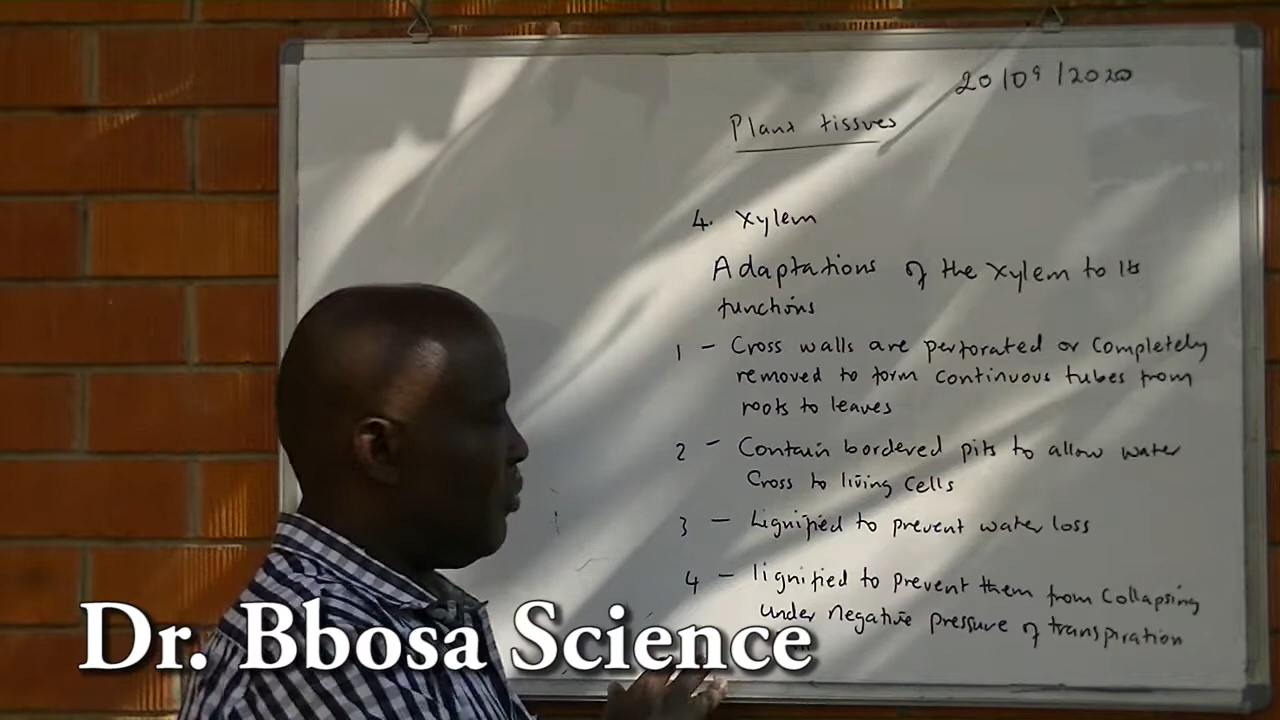 20/09/2020
Plant tissues
4. Xylem
Adaptations of the xylem to its
functions
1 - Cross walls are perforated or completely
removed to form continuous tubes from
roots to leaves
2 - Contain bordered pits to allow water
Cross to living cells
3 - Lignified to prevent water loss
4 - lignified to prevent them from collapsing
under negative pressure of transpiration
Dr. Bbosa Science